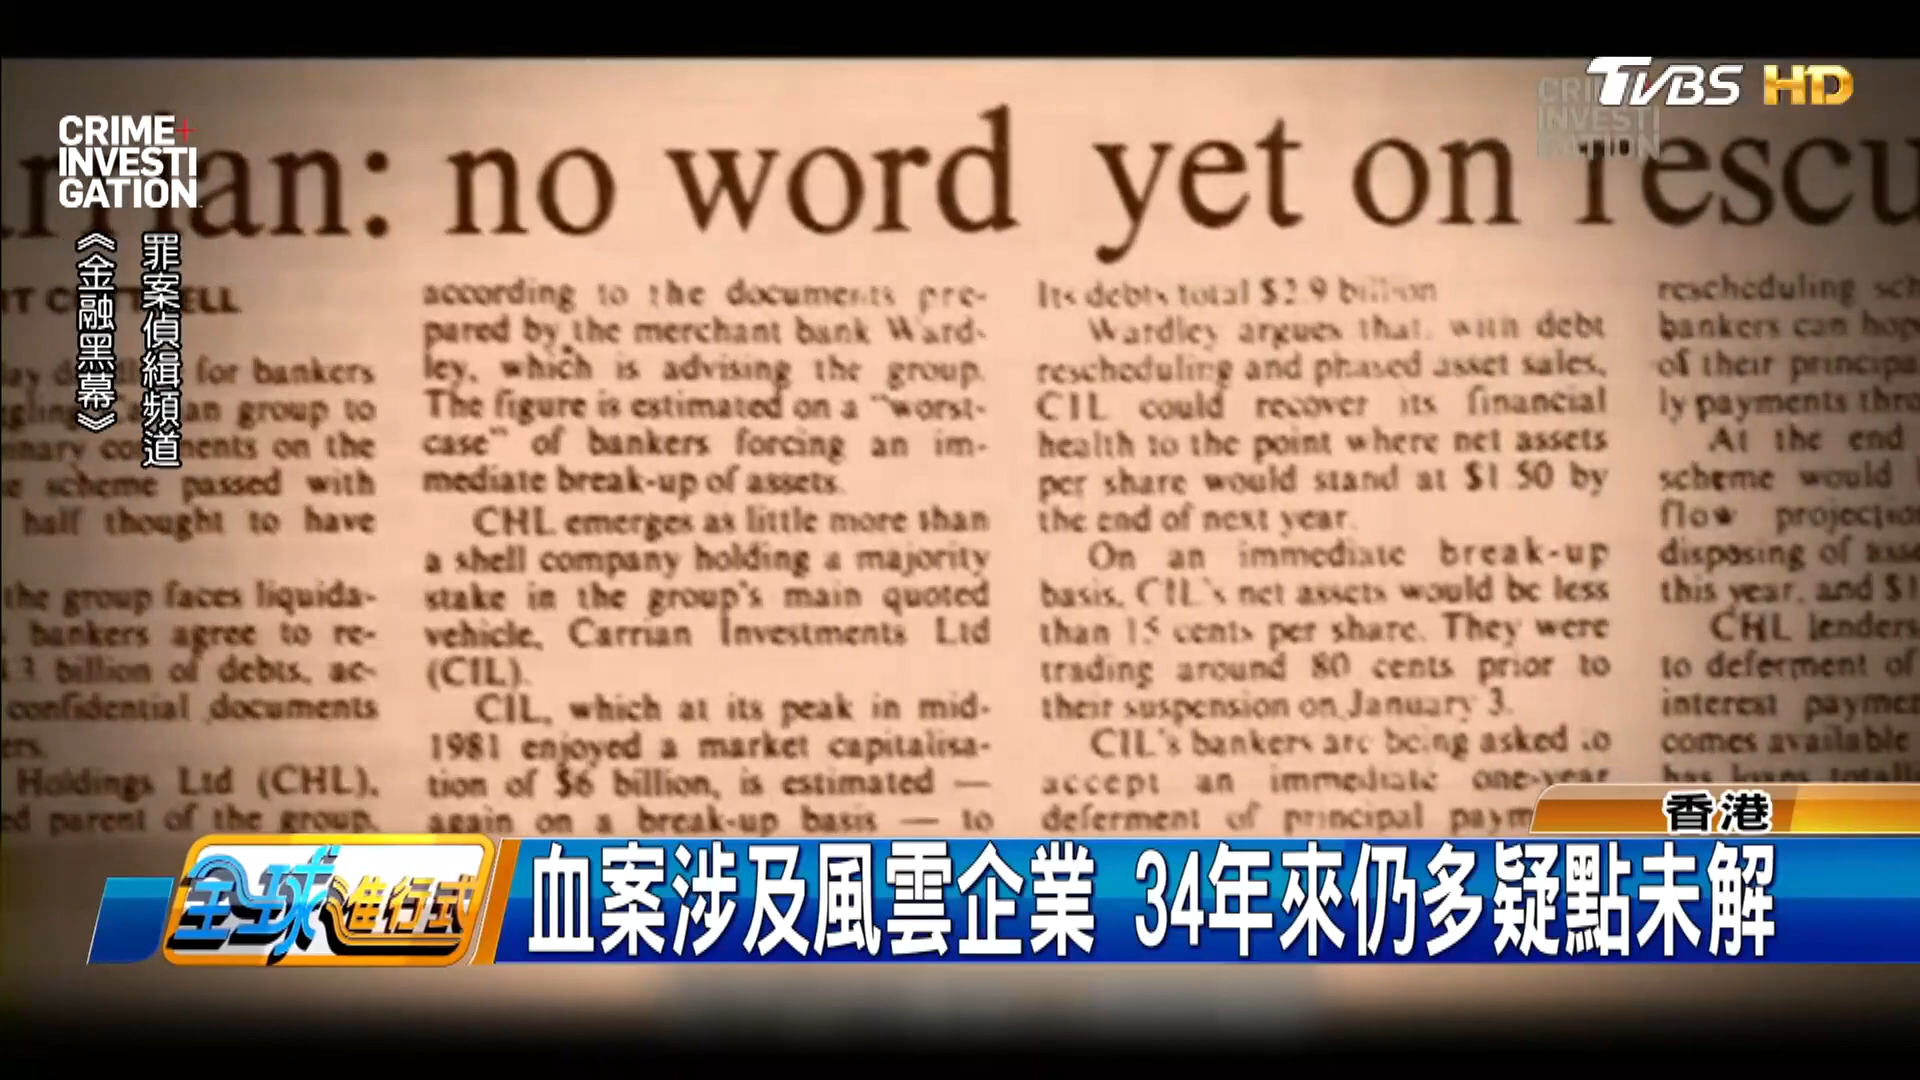 TVBS HD
CRIME+
INVESTI
GATION
罪案偵緝頻道
《金融黑幕》
CRI
INVESTI
GATION
an: no word yet on rescu
for bankers
an group to
on the
scheme passed with
half thought to have
the group faces liquida-
bankers agree to re-
billion of debts, ac-
confidential documents
ers.
Holdings Ltd (CHL),
ed parent of the group,
according to the documents pre-
pared by the merchant bank Ward-
ley, which is advising the group.
The figure is estimated on a "worst-
case" of bankers forcing an im-
mediate break-up of assets.
CHL emerges as little more than
a shell company holding a majority
stake in the group's main quoted
vehicle, Carrian Investments Ltd
(CIL).
CIL, which at its peak in mid-
1981 enjoyed a market capitalisa-
tion of $6 billion, is estimated —
again on a break-up basis — to
Its debts total $2.9 billion
Wardley argues that, with debt
rescheduling and phased asset sales,
CIL could recover its financial
health to the point where net assets
per share would stand at $1.50 by
the end of next year.
On an immediate break-up
basis, CIL's net assets would be less
than 15 cents per share. They were
trading around 80 cents prior to
their suspension on January 3.
CIL's bankers are being asked to
accept an immediate one-year
deferment of principal paym
rescheduling sch
bankers can hop
of their principa
ly payments thro
At the end
scheme would
flow projection
disposing of asse
this year, and $1
CHL lenders
to deferment of
interest paymen
comes available
has loans totalli
香港
全球進行式
血案涉及風雲企業 34年來仍多疑點未解